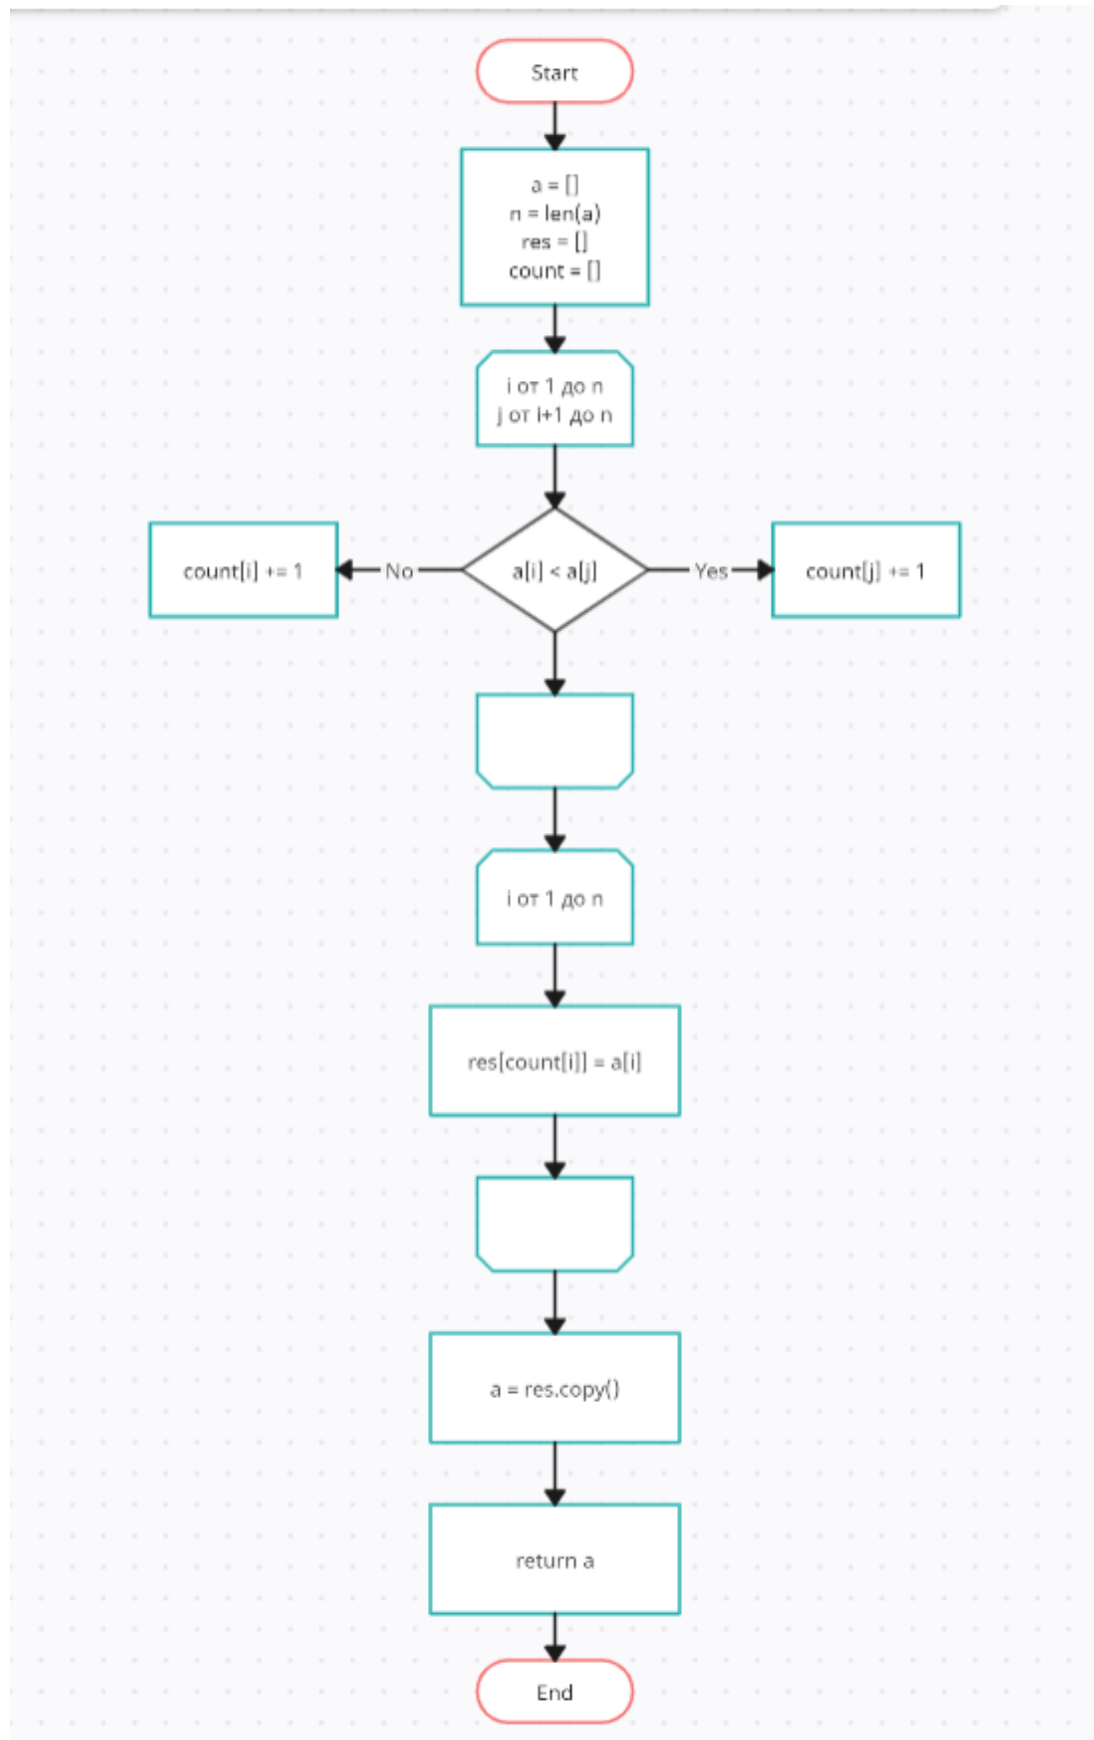 Start
a = []
n = len(a)
res = []
count = []
i от 1 до n
j от i+1 до n
count[i] += 1
No
a[i] < a[j]
Yes
count[j] += 1
i от 1 до n
res[count[i]] = a[i]
a = res.copy()
return a
End